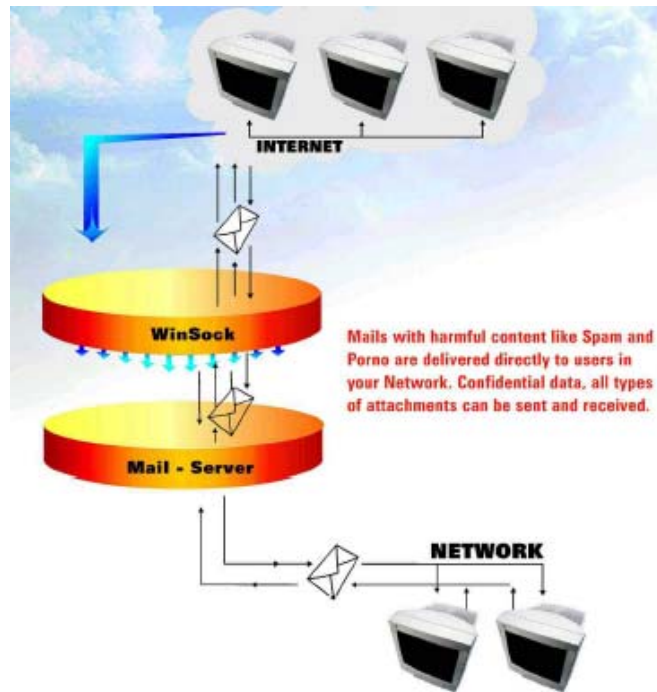 INTERNET
WinSock
Mails with harmful content like Spam and
Porno are delivered directly to users in
your Network. Confidential data, all types
of attachments can be sent and received.
Mail - Server
NETWORK